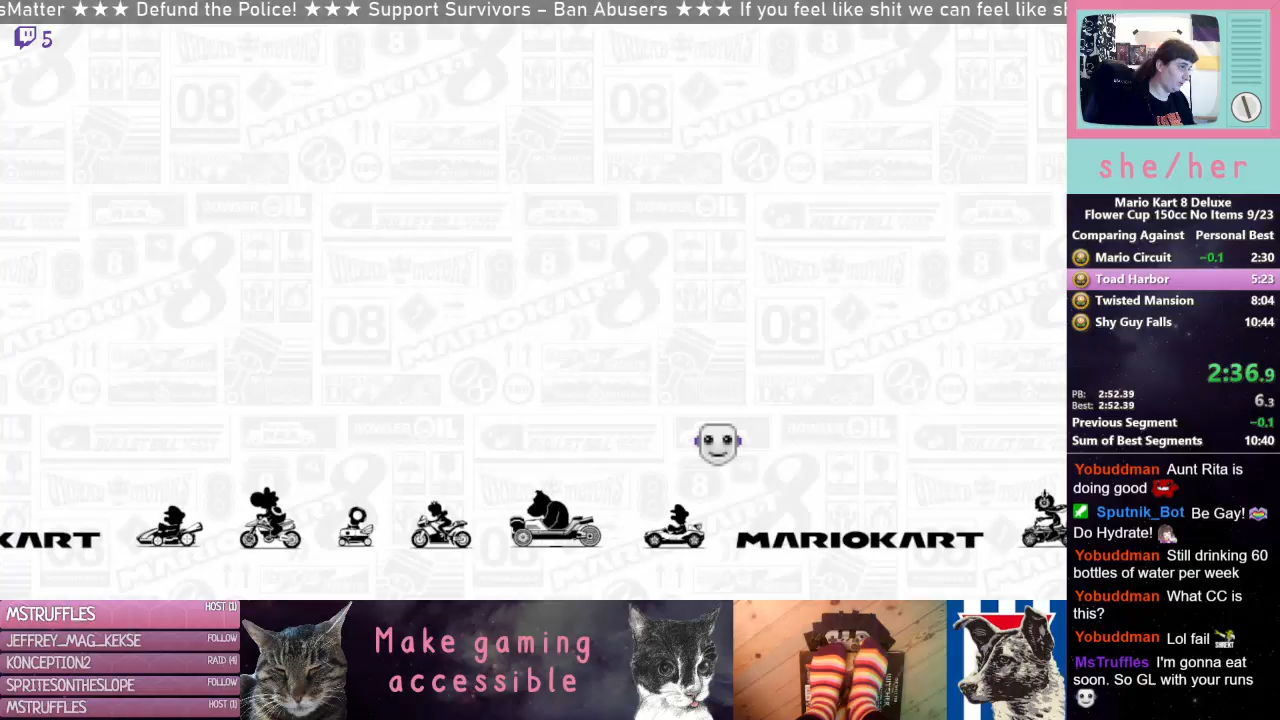 sMatter ★★★ Defund the Police! ★★★ Support Survivors – Ban Abusers ★★★ If you feel like shit we can feel like sh
5
she/her
Mario Kart 8 Deluxe
Flower Cup 150cc No Items 9/23
Comparing Against Personal Best
Mario Circuit −0.1 2:30
Toad Harbor 5:23
Twisted Mansion 8:04
Shy Guy Falls 10:44
2:36.9
PB: 2:52.39
Best: 2:52.39
6.3
Previous Segment −0.1
Sum of Best Segments 10:40
Yobuddman Aunt Rita is
doing good
Sputnik_Bot Be Gay!
Do Hydrate!
Yobuddman Still drinking 60
bottles of water per week
Yobuddman What CC is
this?
Yobuddman Lol fail
MsTruffles I'm gonna eat
soon. So GL with your runs
MARIOKART
08
MARIOKART
08
KART
MARIOKART
MSTRUFFLES HOST (1)
JEFFREY_MAG_KEKSE FOLLOW
KONCEPTION2 RAID (4)
SPRITESONTHESLOPE FOLLOW
MSTRUFFLES HOST (1)
Make gaming
accessible